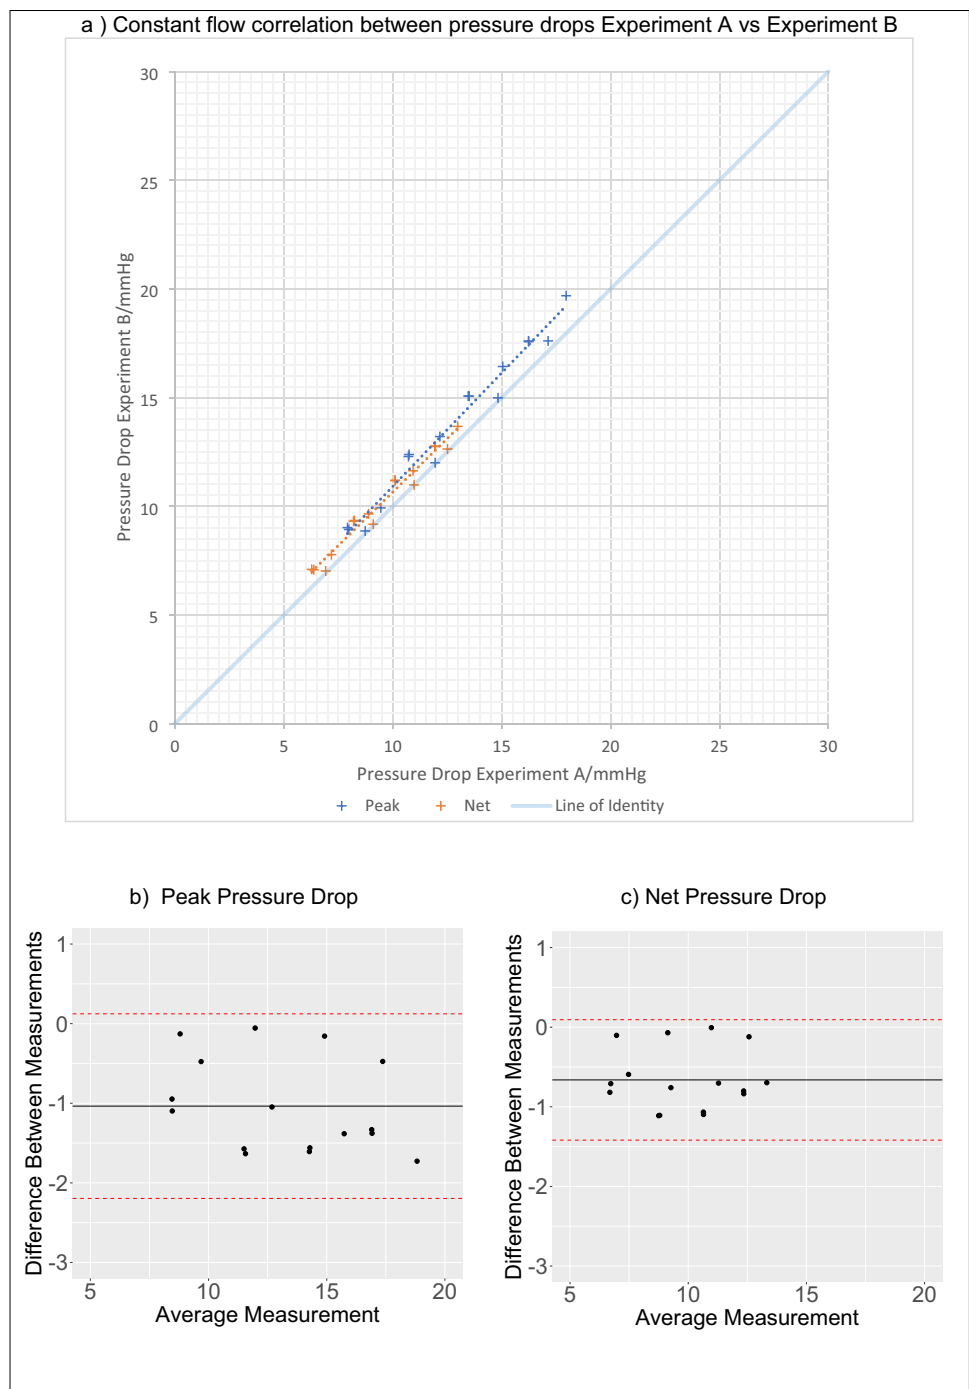 a ) Constant flow correlation between pressure drops Experiment A vs Experiment B
30
25
20
15
10
5
0
Pressure Drop Experiment B/mmHg
0 5 10 15 20 25 30
Pressure Drop Experiment A/mmHg
Peak Net Line of Identity
b) Peak Pressure Drop
1
0
-1
-2
-3
Difference Between Measurements
5 10 15 20
Average Measurement
c) Net Pressure Drop
1
0
-1
-2
-3
Difference Between Measurements
5 10 15 20
Average Measurement